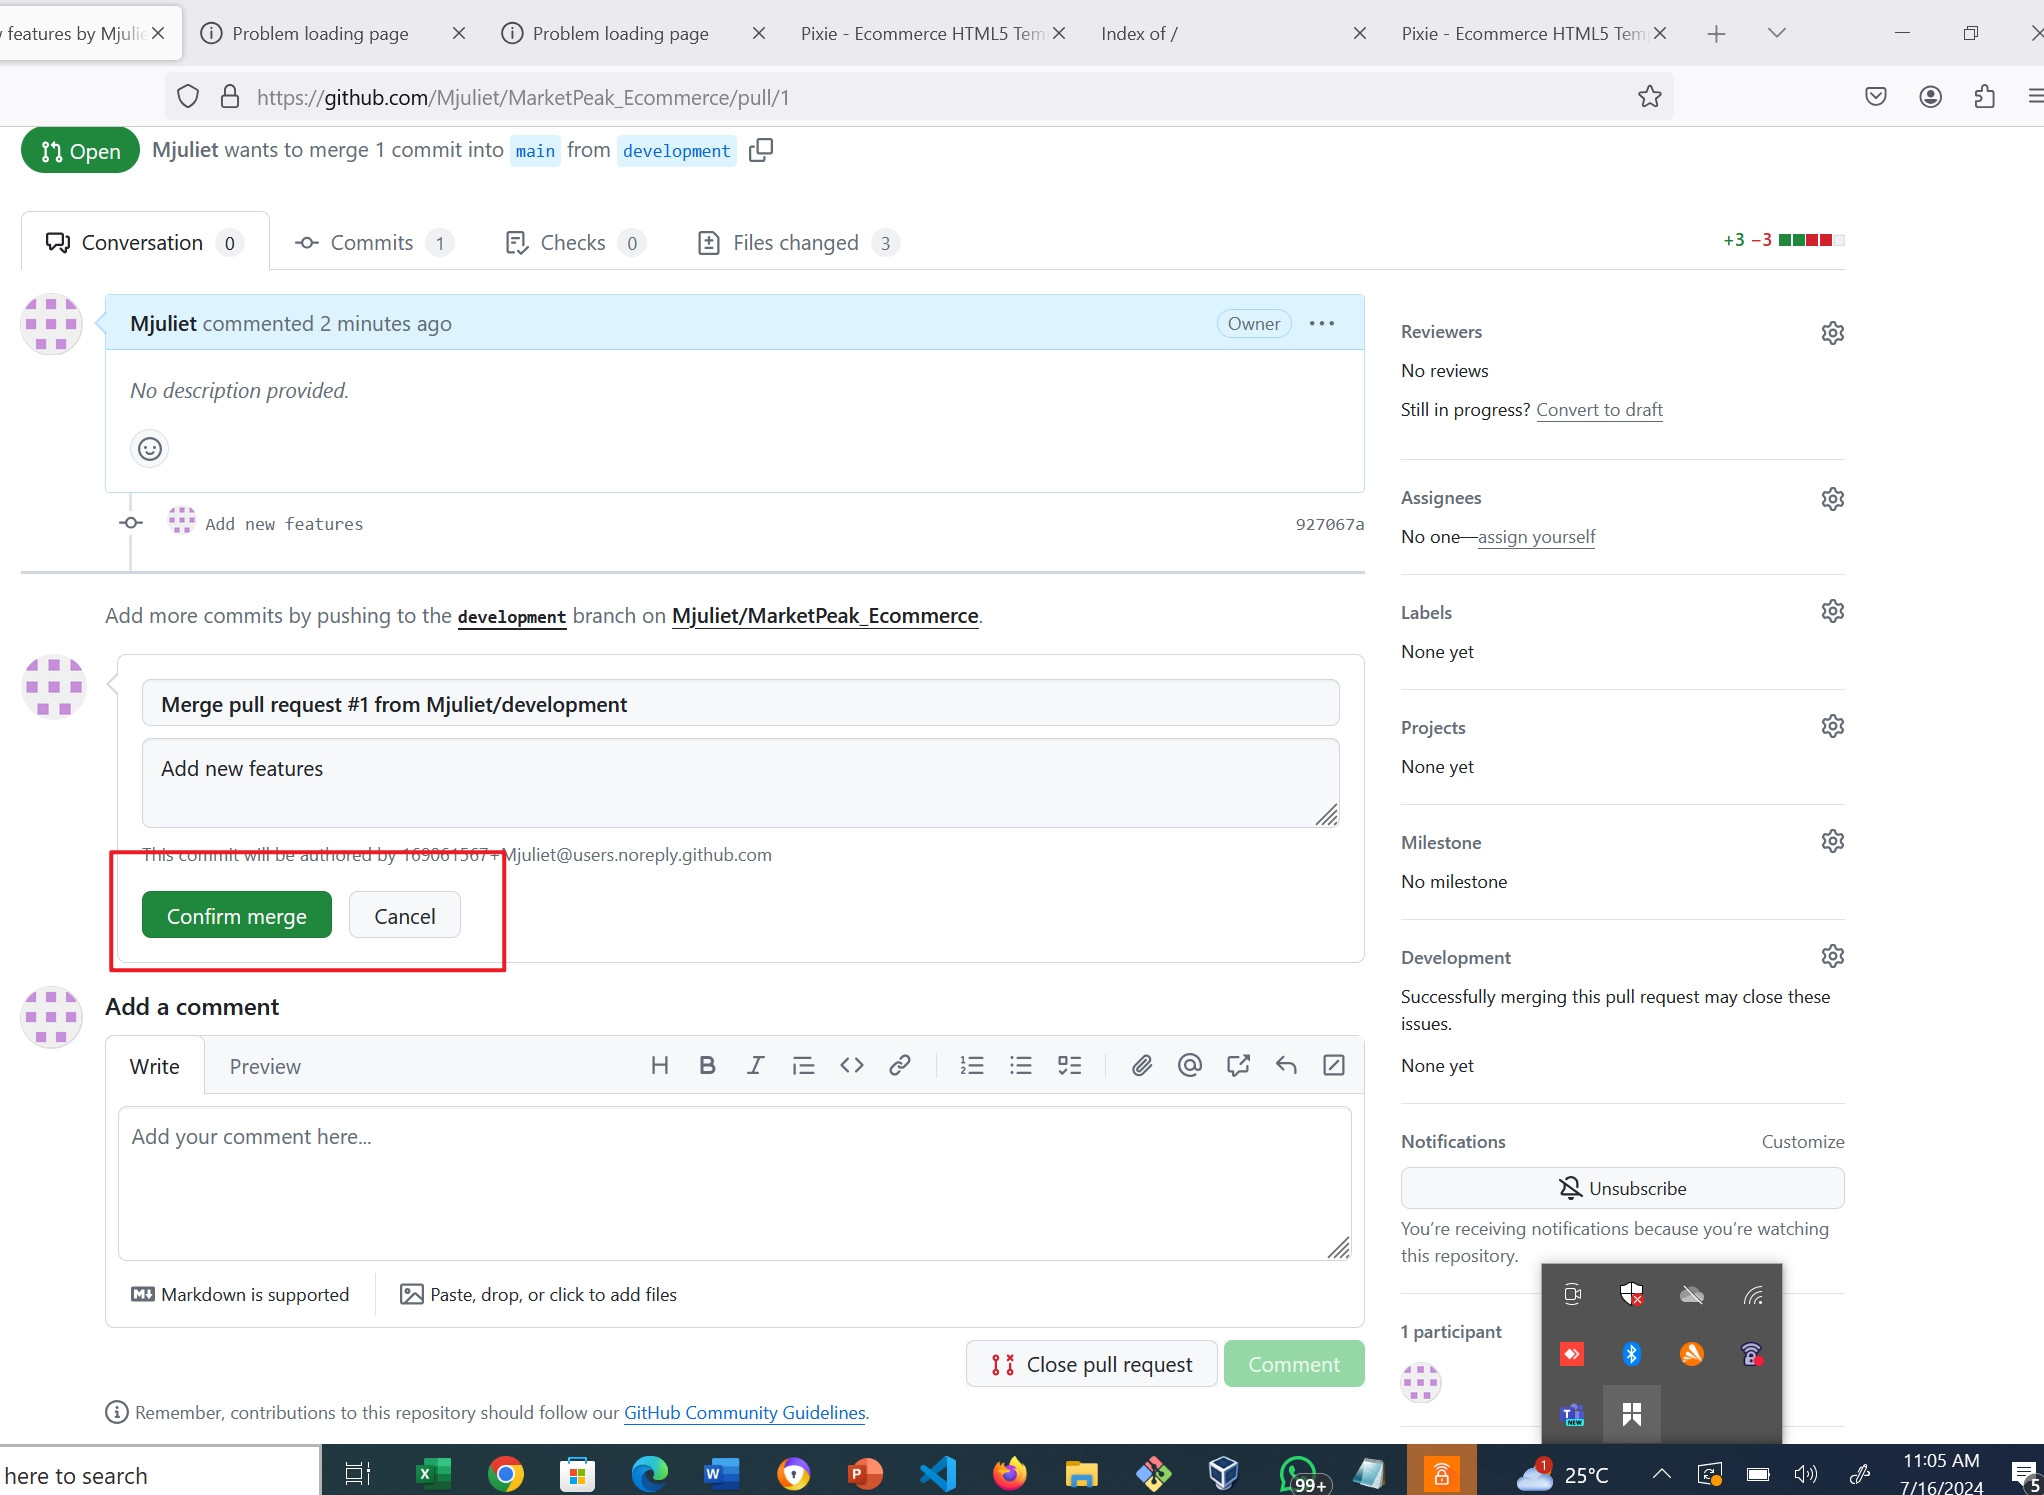 features by Mjulie
Problem loading page
Problem loading page
Pixie - Ecommerce HTML5 Tem
Index of /
Pixie - Ecommerce HTML5 Tem
https://github.com/Mjuliet/MarketPeak_Ecommerce/pull/1
Open
Mjuliet wants to merge 1 commit into main from development
Conversation 0
Commits 1
Checks 0
Files changed 3
+3 −3
Mjuliet commented 2 minutes ago
Owner
No description provided.
Add new features
927067a
Add more commits by pushing to the development branch on Mjuliet/MarketPeak_Ecommerce.
Merge pull request #1 from Mjuliet/development
Add new features
This commit will be authored by 169061567+Mjuliet@users.noreply.github.com
Confirm merge
Cancel
Add a comment
Write
Preview
Add your comment here...
Markdown is supported
Paste, drop, or click to add files
Close pull request
Comment
Remember, contributions to this repository should follow our GitHub Community Guidelines.
Reviewers
No reviews
Still in progress? Convert to draft
Assignees
No one—assign yourself
Labels
None yet
Projects
None yet
Milestone
No milestone
Development
Successfully merging this pull request may close these
issues.
None yet
Notifications
Customize
Unsubscribe
You're receiving notifications because you're watching
this repository.
1 participant
here to search
99+
1
25°C
11:05 AM
7/16/2024
5